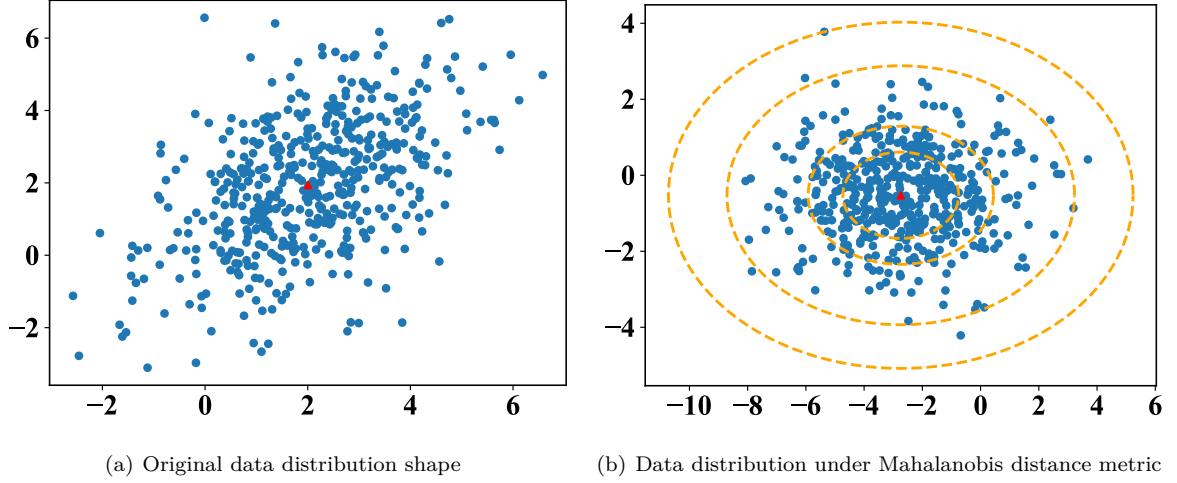 6
4
2
0
−2
−2 0 2 4 6
4
2
0
−2
−4
−10 −8 −6 −4 −2 0 2 4 6
(a) Original data distribution shape
(b) Data distribution under Mahalanobis distance metric